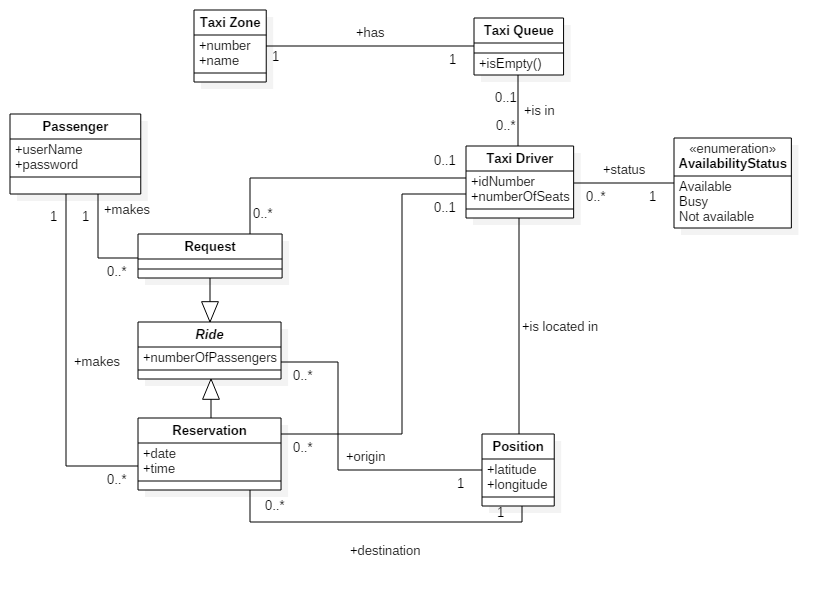 Taxi Zone
+number
+name
+has
1
1
Taxi Queue
+isEmpty()
0..1
+is in
0..*
Passenger
+userName
+password
Taxi Driver
+idNumber
+numberOfSeats
0..1
0..1
+status
0..*
1
«enumeration»
AvailabilityStatus
Available
Busy
Not available
1
1
+makes
0..*
0..*
Request
Ride
+numberOfPassengers
0..*
+is located in
+makes
0..*
Reservation
+date
+time
0..*
+origin
1
Position
+latitude
+longitude
0..*
1
+destination